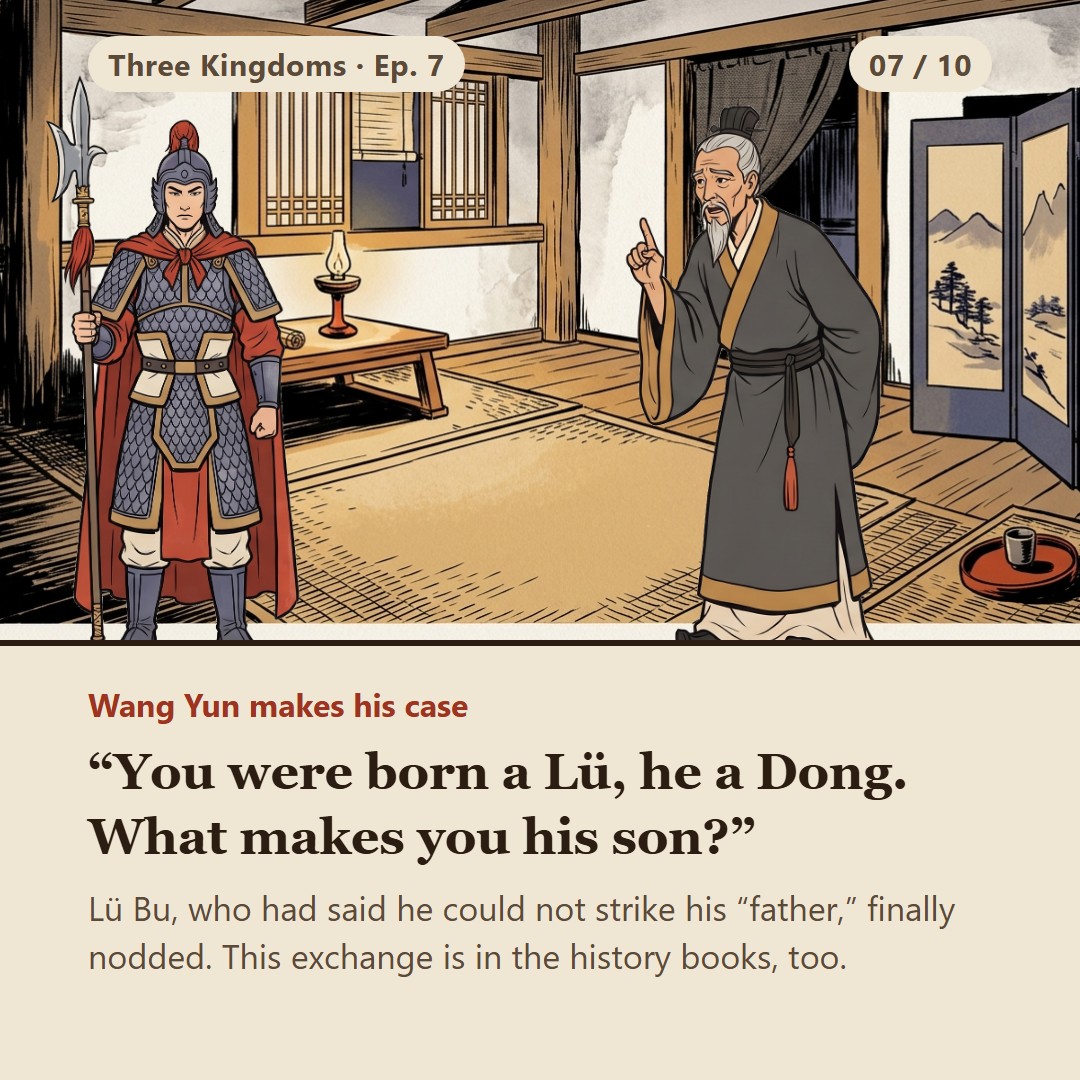 Three Kingdoms · Ep. 7
07 / 10
Wang Yun makes his case
“You were born a Lü, he a Dong.
What makes you his son?”
Lü Bu, who had said he could not strike his “father,” finally
nodded. This exchange is in the history books, too.